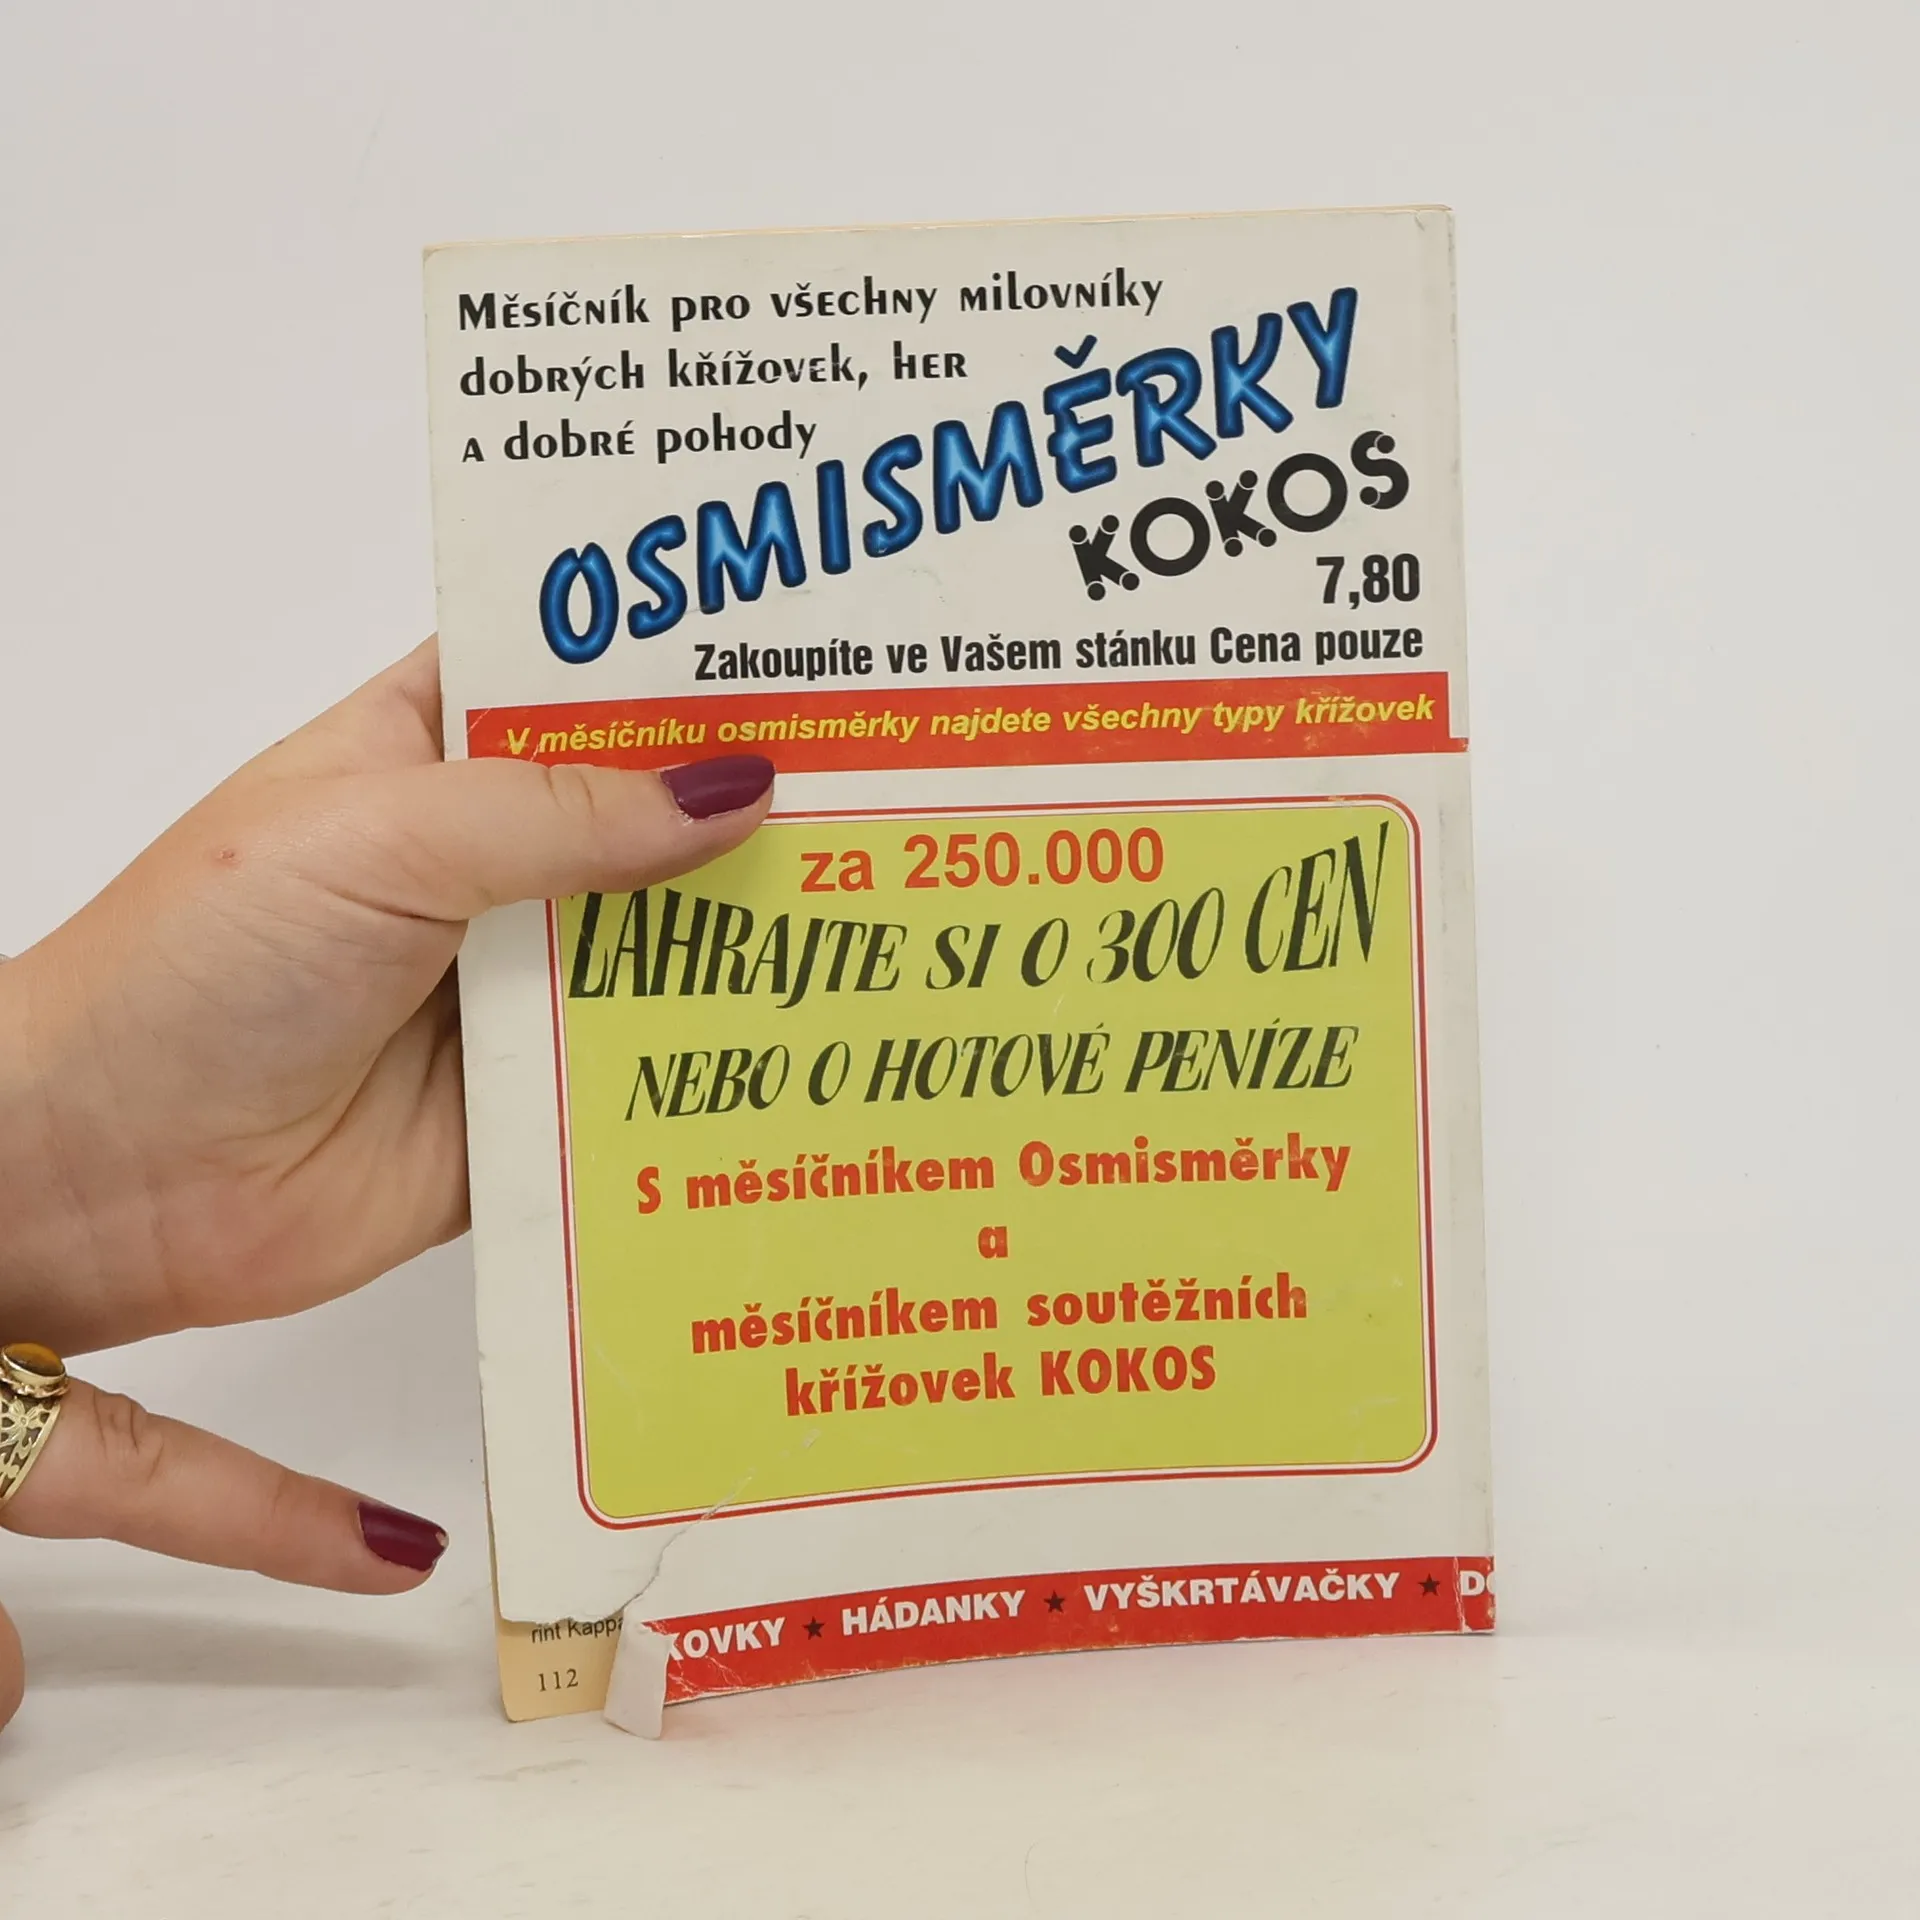 Měsíčník pro všechny milovníky
dobrých křížovek, her
a dobré pohody
OSMISMĚRKY
KOKOS
7,80
Zakoupíte ve Vašem stánku Cena pouze
V měsíčníku osmisměrky najdete všechny typy křížovek
za 250.000
ZAHRAJTE SI O 300 CEN
NEBO O HOTOVÉ PENÍZE
S měsíčníkem Osmisměrky
a
měsíčníkem soutěžních
křížovek KOKOS
KOVKY ★ HÁDANKY ★ VYŠKRTÁVAČKY ★
rint Kappa
112